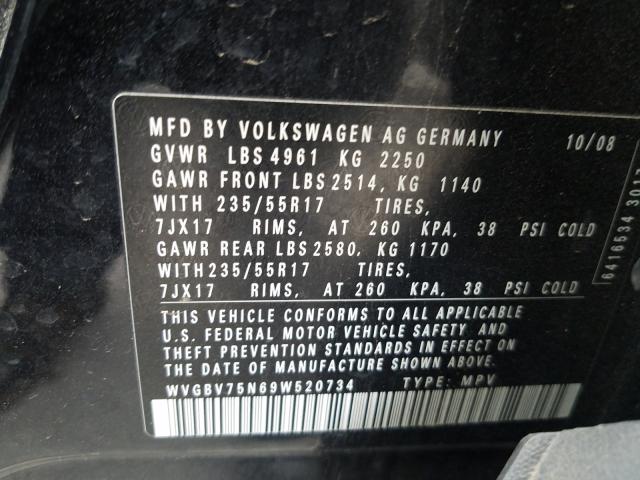 MFD BY VOLKSWAGEN AG GERMANY 10/08
GVWR LBS 4961 KG 2250
GAWR FRONT LBS 2514, KG 1140
WITH 235/55R17 TIRES,
7JX17 RIMS, AT 260 KPA, 38 PSI COLD
GAWR REAR LBS 2580, KG 1170
WITH 235/55R17 TIRES,
7JX17 RIMS, AT 260 KPA, 38 PSI COLD
THIS VEHICLE CONFORMS TO ALL APPLICABLE
U.S. FEDERAL MOTOR VEHICLE SAFETY AND
THEFT PREVENTION STANDARDS IN EFFECT ON
THE DATE OF MANUFACTURE SHOWN ABOVE.
WVGBV75N69W520734 TYPE: MPV
6416534